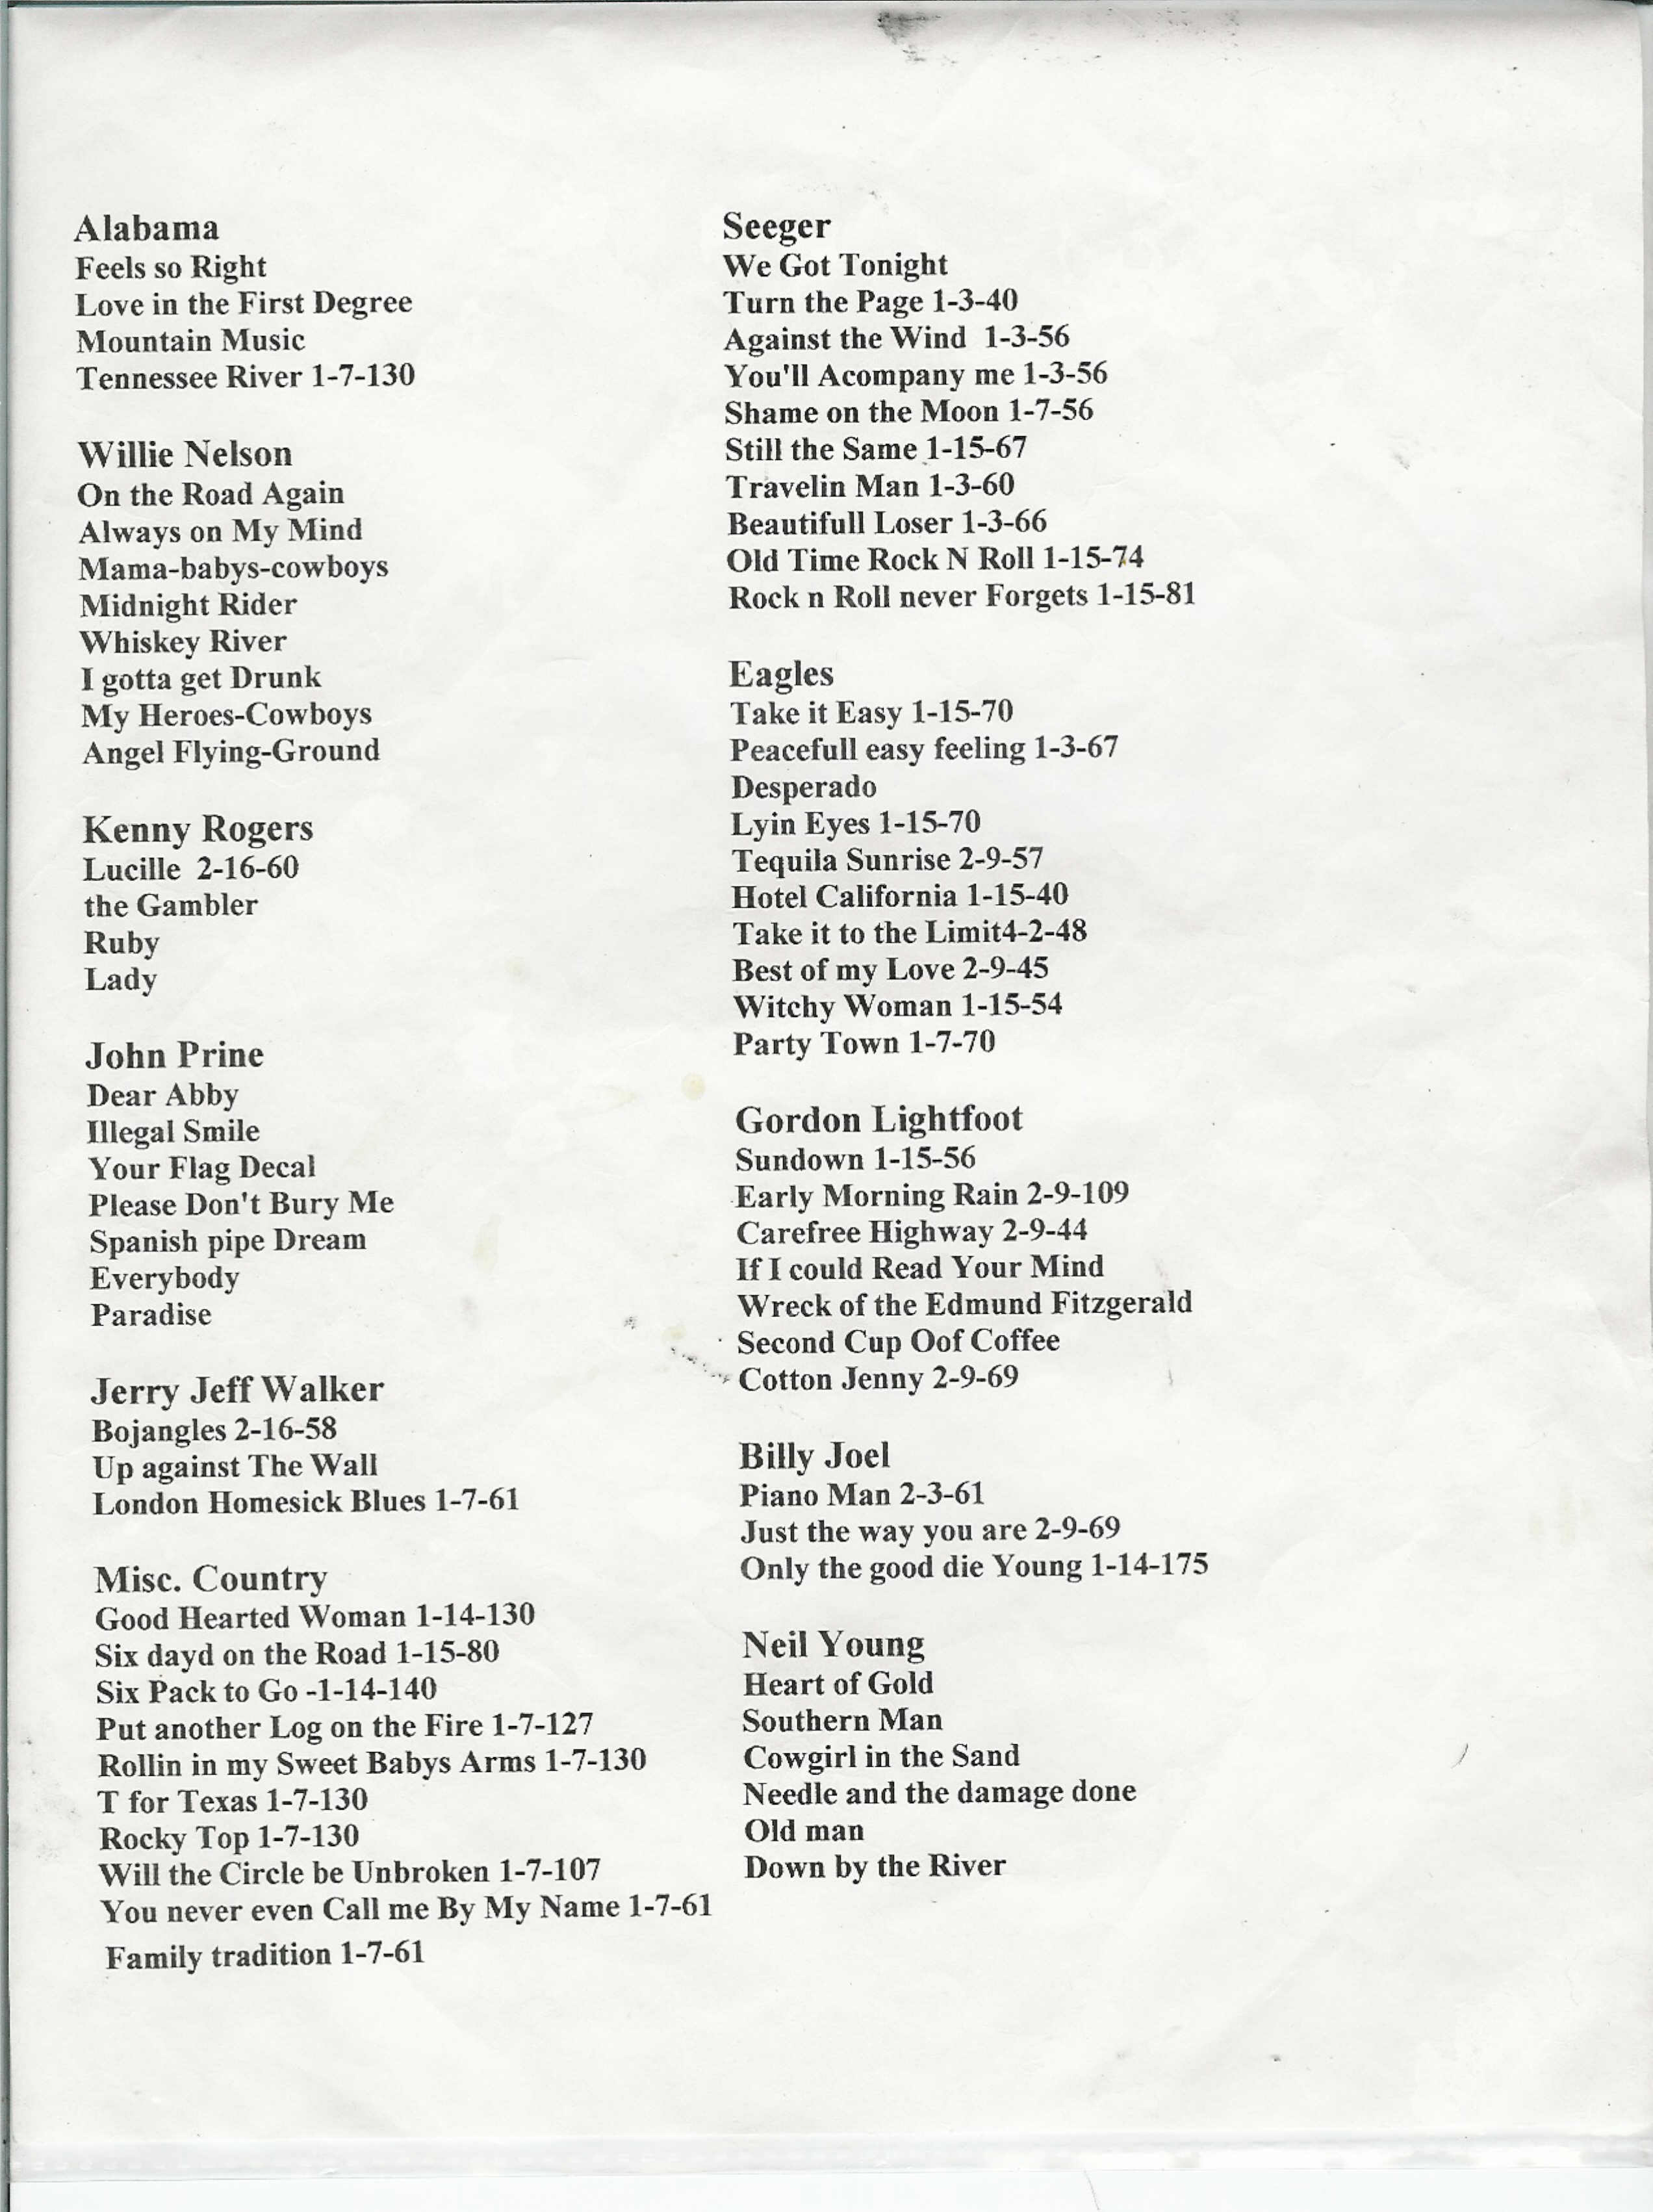 Alabama
Feels so Right
Love in the First Degree
Mountain Music
Tennessee River 1-7-130
Willie Nelson
On the Road Again
Always on My Mind
Mama-babys-cowboys
Midnight Rider
Whiskey River
I gotta get Drunk
My Heroes-Cowboys
Angel Flying-Ground
Kenny Rogers
Lucille 2-16-60
the Gambler
Ruby
Lady
John Prine
Dear Abby
Illegal Smile
Your Flag Decal
Please Don't Bury Me
Spanish pipe Dream
Everybody
Paradise
Jerry Jeff Walker
Bojangles 2-16-58
Up against The Wall
London Homesick Blues 1-7-61
Misc. Country
Good Hearted Woman 1-14-130
Six dayd on the Road 1-15-80
Six Pack to Go -1-14-140
Put another Log on the Fire 1-7-127
Rollin in my Sweet Babys Arms 1-7-130
T for Texas 1-7-130
Rocky Top 1-7-130
Will the Circle be Unbroken 1-7-107
You never even Call me By My Name 1-7-61
Family tradition 1-7-61
Seeger
We Got Tonight
Turn the Page 1-3-40
Against the Wind 1-3-56
You'll Acompany me 1-3-56
Shame on the Moon 1-7-56
Still the Same 1-15-67
Travelin Man 1-3-60
Beautifull Loser 1-3-66
Old Time Rock N Roll 1-15-74
Rock n Roll never Forgets 1-15-81
Eagles
Take it Easy 1-15-70
Peacefull easy feeling 1-3-67
Desperado
Lyin Eyes 1-15-70
Tequila Sunrise 2-9-57
Hotel California 1-15-40
Take it to the Limit4-2-48
Best of my Love 2-9-45
Witchy Woman 1-15-54
Party Town 1-7-70
Gordon Lightfoot
Sundown 1-15-56
Early Morning Rain 2-9-109
Carefree Highway 2-9-44
If I could Read Your Mind
Wreck of the Edmund Fitzgerald
Second Cup Oof Coffee
Cotton Jenny 2-9-69
Billy Joel
Piano Man 2-3-61
Just the way you are 2-9-69
Only the good die Young 1-14-175
Neil Young
Heart of Gold
Southern Man
Cowgirl in the Sand
Needle and the damage done
Old man
Down by the River